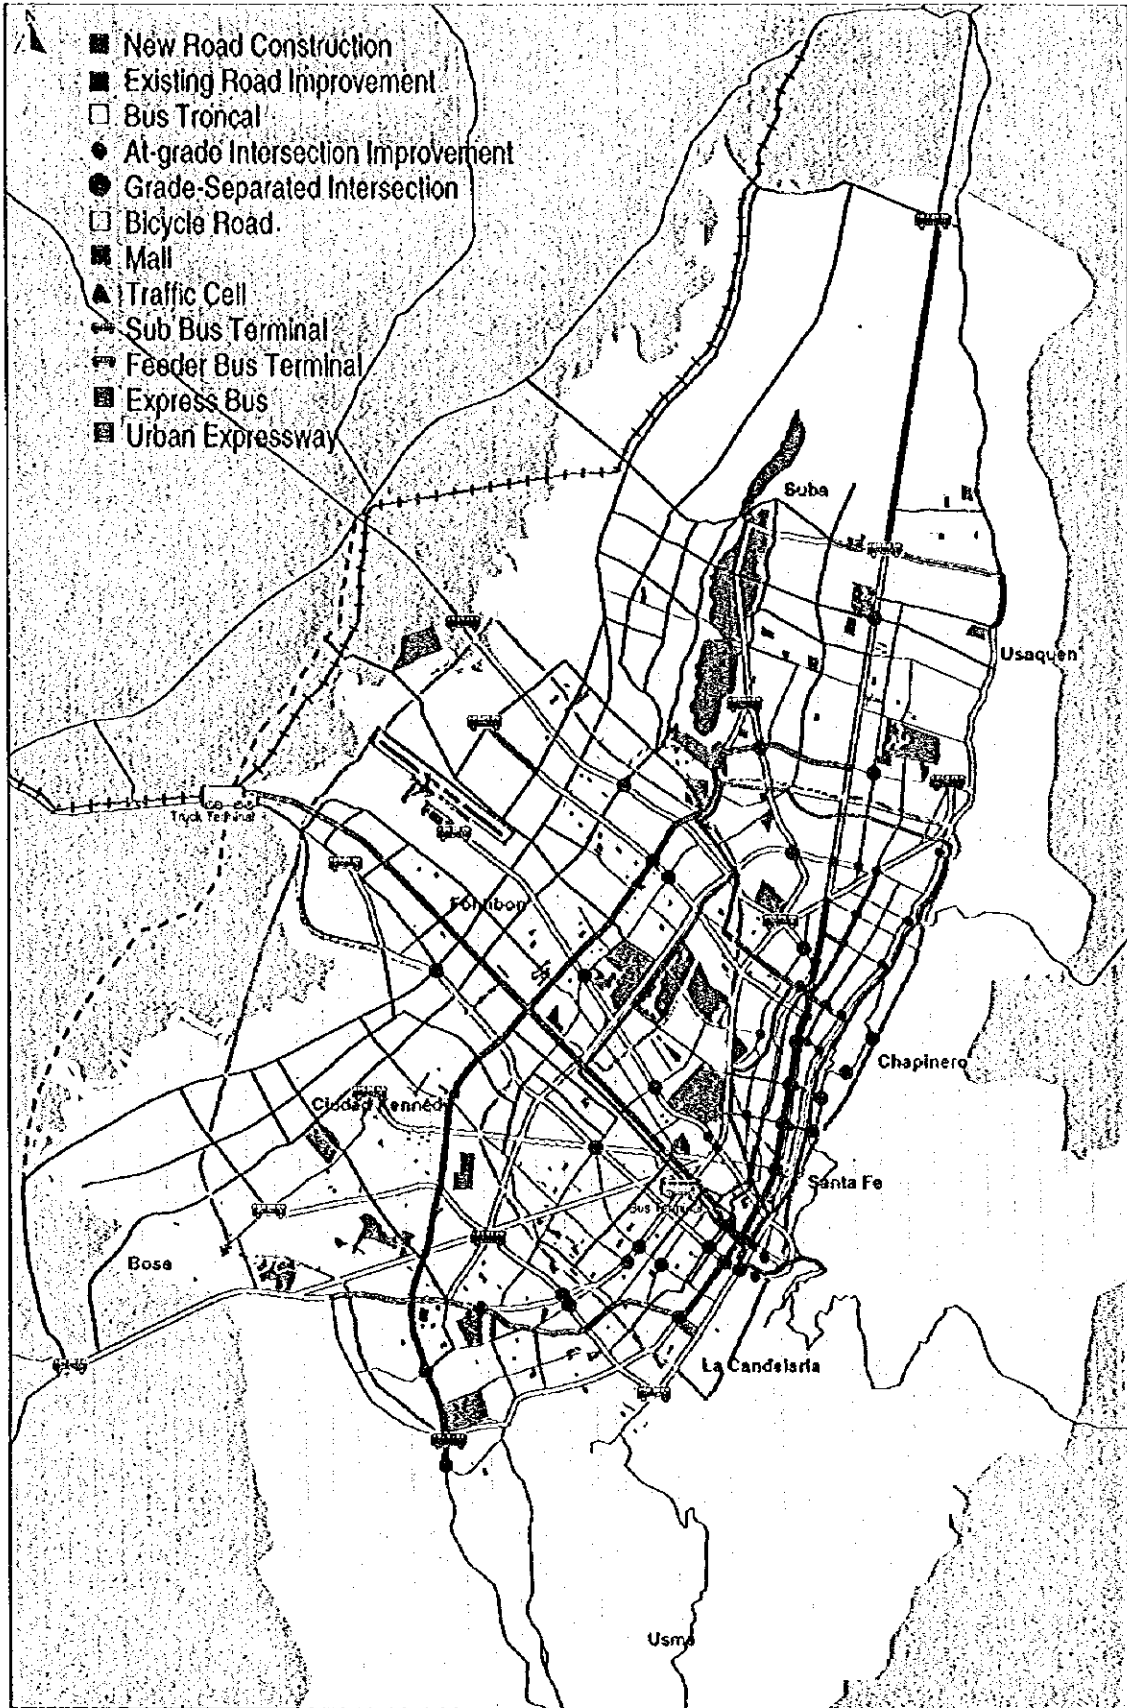 N
New Road Construction
Existing Road Improvement
Bus Troncal
At-grade Intersection Improvement
Grade-Separated Intersection
Bicycle Road
Mall
Traffic Cell
Sub Bus Terminal
Feeder Bus Terminal
Express Bus
Urban Expressway
Suba
Usaquen
Truck Terminal
Chapinero
Ciudad Kennedy
Santa Fe
Bus Terminal
Bosa
La Candelaria
Usme